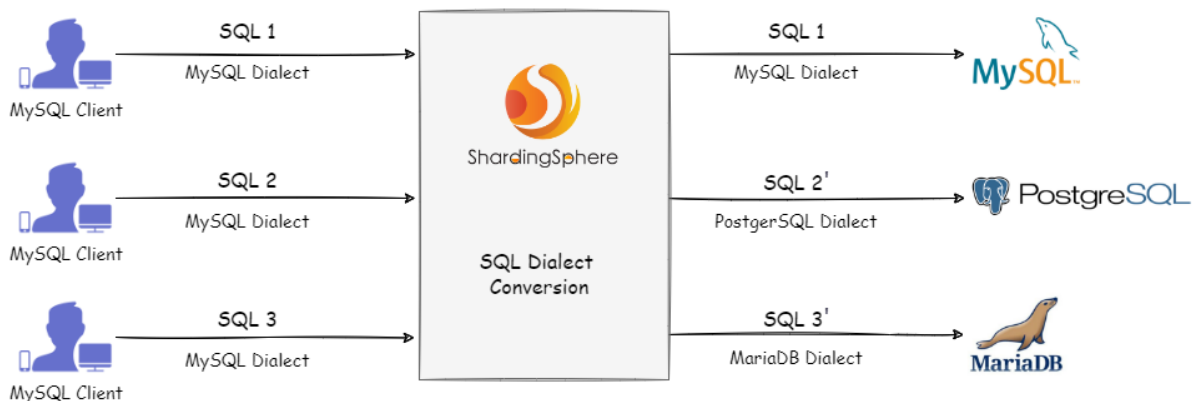 SQL 1
MySQL Dialect
MySQL Client
SQL 2
MySQL Dialect
MySQL Client
SQL 3
MySQL Dialect
MySQL Client
ShardingSphere
SQL Dialect
Conversion
SQL 1
MySQL Dialect
MySQL
SQL 2'
PostgerSQL Dialect
PostgreSQL
SQL 3'
MariaDB Dialect
MariaDB